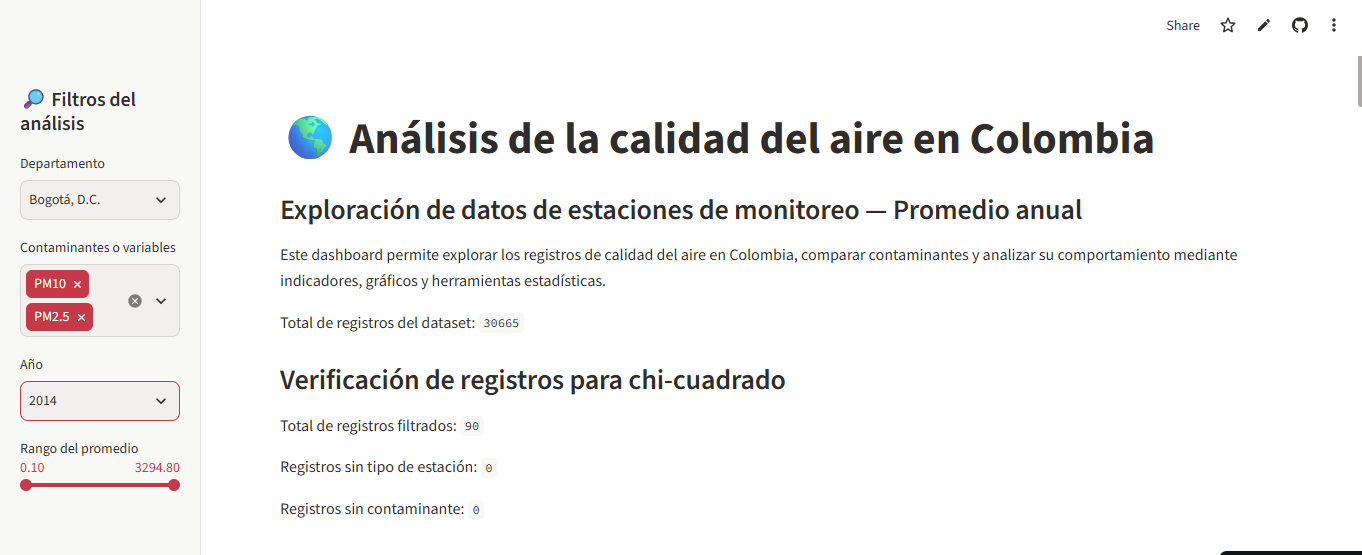 Share
🔎 Filtros del
análisis
Departamento
Bogotá, D.C.
Contaminantes o variables
PM10 ×
PM2.5 ×
Año
2014
Rango del promedio
0.10 3294.80
🌎 Análisis de la calidad del aire en Colombia
Exploración de datos de estaciones de monitoreo — Promedio anual
Este dashboard permite explorar los registros de calidad del aire en Colombia, comparar contaminantes y analizar su comportamiento mediante
indicadores, gráficos y herramientas estadísticas.
Total de registros del dataset: 30665
Verificación de registros para chi-cuadrado
Total de registros filtrados: 90
Registros sin tipo de estación: 0
Registros sin contaminante: 0